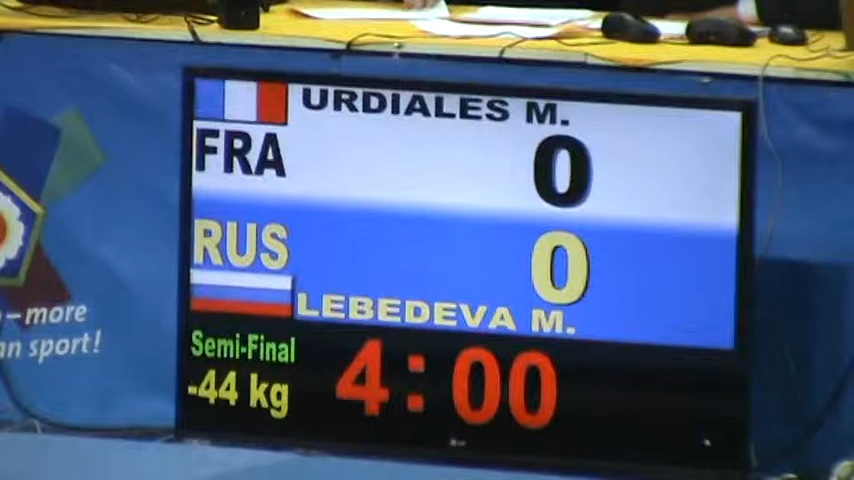 URDIALES M.
FRA
0
RUS
0
LEBEDEVA M.
Semi-Final
-44 kg
4:00
– more
an sport!